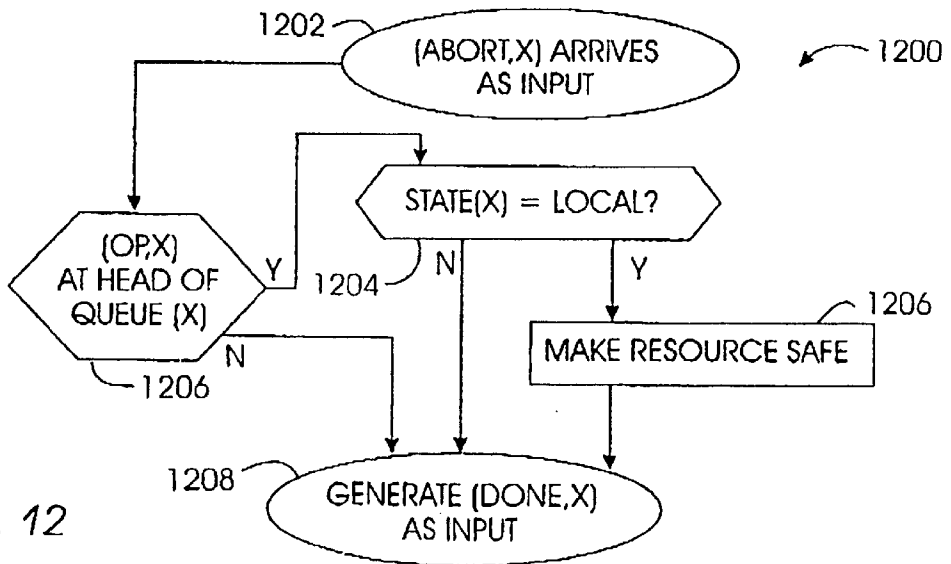 1202
(ABORT,X) ARRIVES
AS INPUT
1200
STATE(X) = LOCAL?
(OP,X)
AT HEAD OF
QUEUE (X)
Y
N
1204
N
Y
1206
1206
MAKE RESOURCE SAFE
1208
GENERATE (DONE,X)
AS INPUT
12